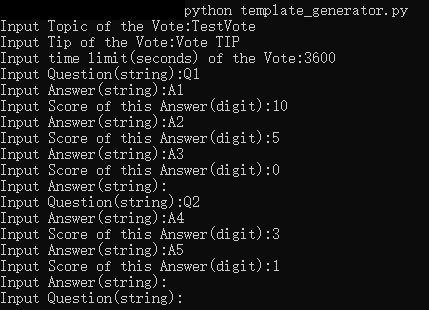 python template_generator.py
Input Topic of the Vote:TestVote
Input Tip of the Vote:Vote TIP
Input time limit(seconds) of the Vote:3600
Input Question(string):Q1
Input Answer(string):A1
Input Score of this Answer(digit):10
Input Answer(string):A2
Input Score of this Answer(digit):5
Input Answer(string):A3
Input Score of this Answer(digit):0
Input Answer(string):
Input Question(string):Q2
Input Answer(string):A4
Input Score of this Answer(digit):3
Input Answer(string):A5
Input Score of this Answer(digit):1
Input Answer(string):
Input Question(string):